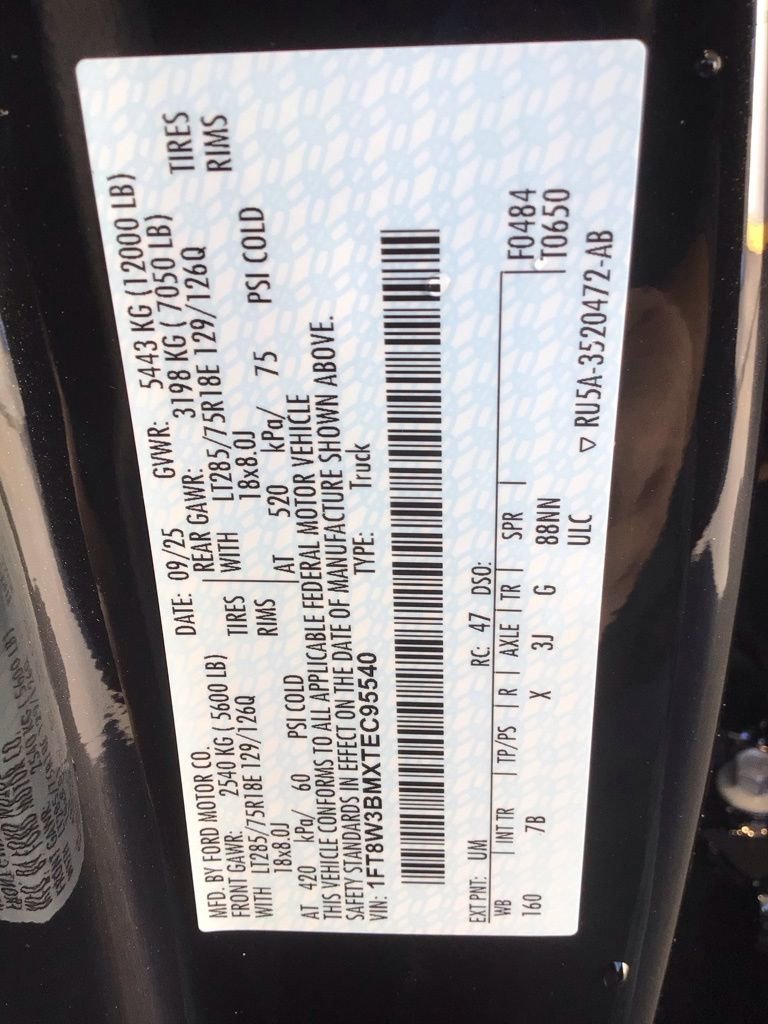 MFD. BY FORD MOTOR CO.
DATE: 09/25 GVWR: 5443 KG (12000 LB)
FRONT GAWR: 2540 KG ( 5600 LB) REAR GAWR: 3198 KG ( 7050 LB)
WITH LT285/75R18E 129/126Q TIRES WITH LT285/75R18E 129/126Q TIRES
18x8.0J RIMS 18x8.0J RIMS
AT 420 kPa/ 60 PSI COLD AT 520 kPa/ 75 PSI COLD
THIS VEHICLE CONFORMS TO ALL APPLICABLE FEDERAL MOTOR VEHICLE
SAFETY STANDARDS IN EFFECT ON THE DATE OF MANUFACTURE SHOWN ABOVE.
VIN: 1FT8W3BMXTEC95540 TYPE: Truck
EXT PNT: UM RC: 47 DSO:
WB INT TR TP/PS R AXLE TR SPR F0484
160 7B X 3J G 88NN T0650
ULC
▽ RU5A-3520472-AB